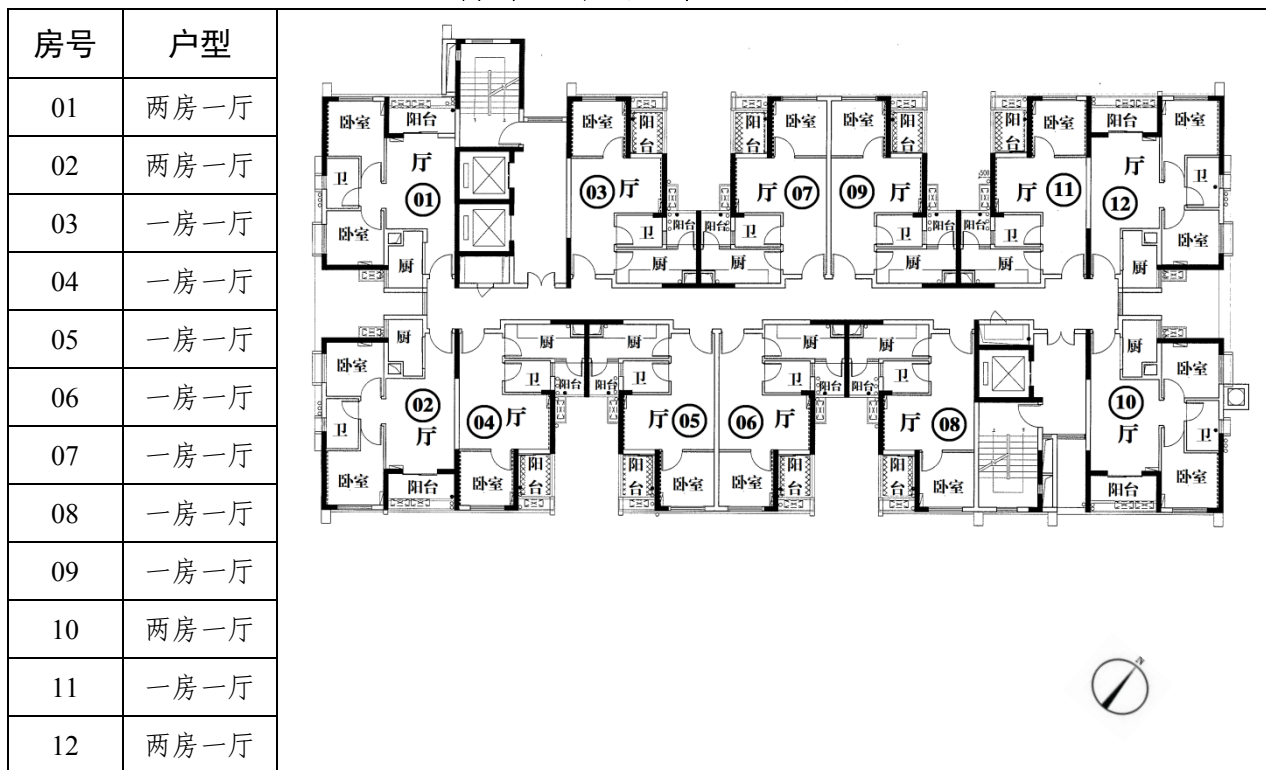 房号 户型
01 两房一厅
02 两房一厅
03 一房一厅
04 一房一厅
05 一房一厅
06 一房一厅
07 一房一厅
08 一房一厅
09 一房一厅
10 两房一厅
11 一房一厅
12 两房一厅
卧室 阳台 卧室 阳台 阳台 卧室 卧室 阳台 阳台 卧室 阳台 卧室
厅 厅 厅 厅 厅 厅
卫 01 03 07 09 11 12 卫
卧室 卫 阳台 阳台 卫 卫 阳台 阳台 卫 卧室
厨 厨 厨 厨 厨 厨
厨 厨 厨 厨 厨 厨
卧室 卫 阳台 阳台 卫 卫 阳台 阳台 卫 卧室
02 04 厅 厅 05 06 厅 厅 08 10
卫 厅 厅 卫
卧室 阳台 卧室 阳台 阳台 卧室 卧室 阳台 阳台 卧室 阳台 卧室
N